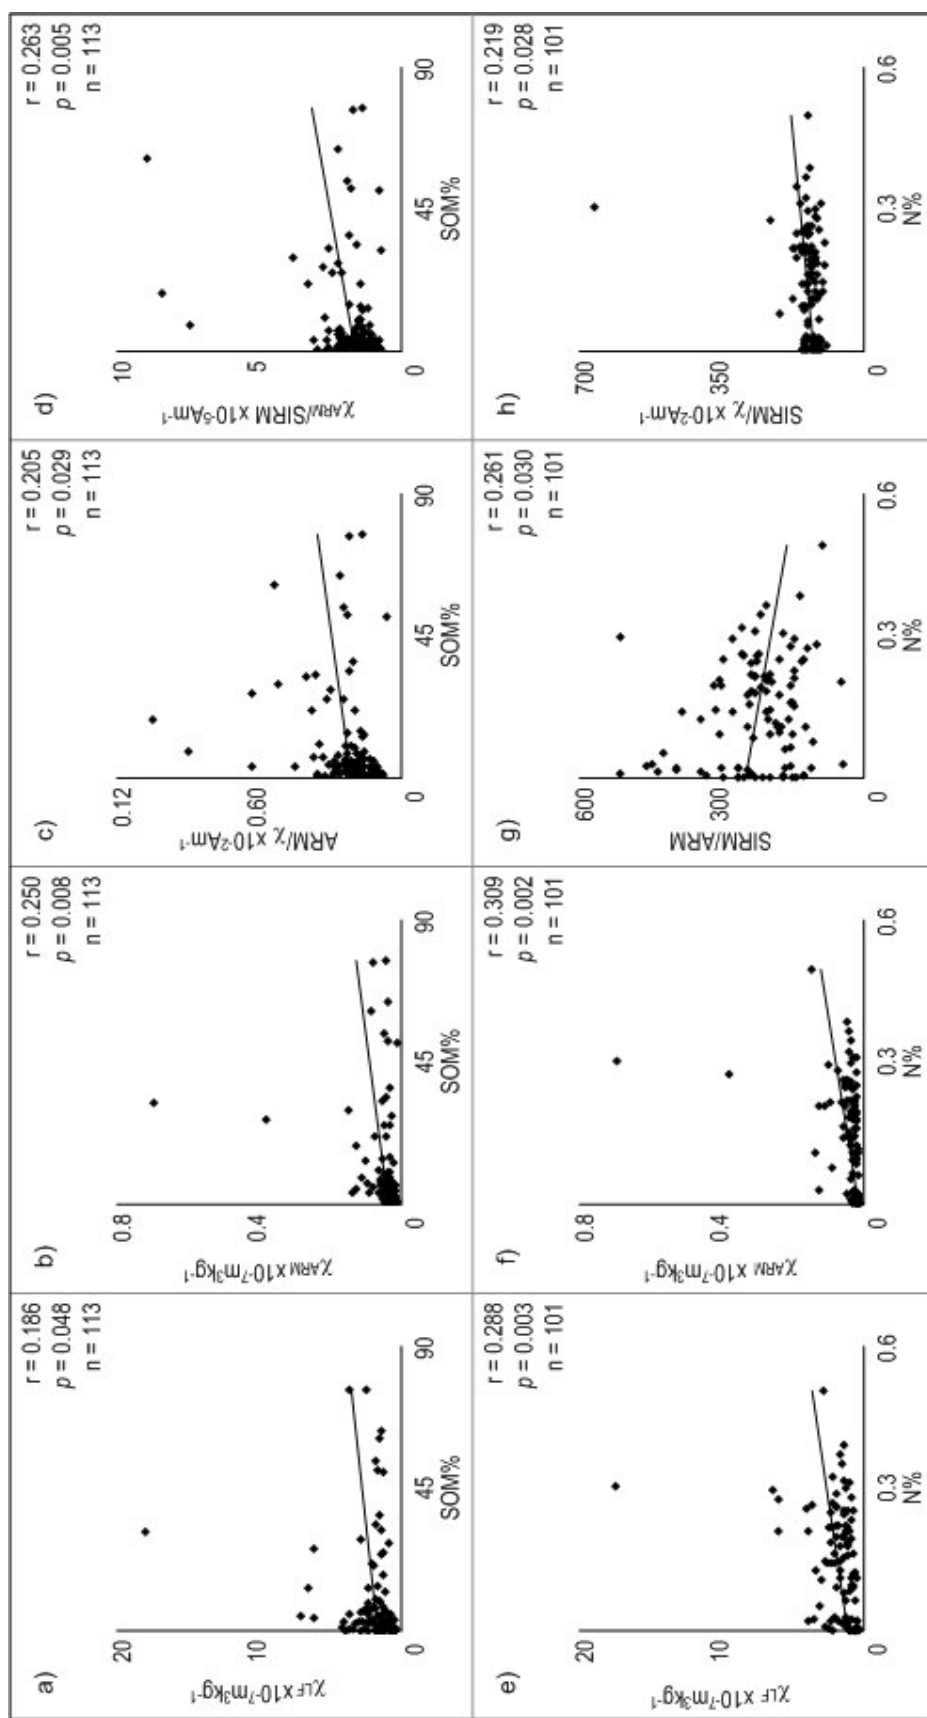 a)
r = 0.186
p = 0.048
n = 113
20
10
0
χLF x10-7m3kg-1
45
90
SOM%
b)
r = 0.250
p = 0.008
n = 113
0.8
0.4
0
χARM x10-7m3kg-1
45
90
SOM%
c)
r = 0.205
p = 0.029
n = 113
0.12
0.60
0
ARM/χ x10-2Am-1
45
90
SOM%
d)
r = 0.263
p = 0.005
n = 113
10
5
0
χARM/SIRM x10-5Am-1
45
90
SOM%
e)
r = 0.288
p = 0.003
n = 101
20
10
0
χLF x10-7m3kg-1
0.3
0.6
N%
f)
r = 0.309
p = 0.002
n = 101
0.8
0.4
0
χARM x10-7m3kg-1
0.3
0.6
N%
g)
r = 0.261
p = 0.030
n = 101
600
300
0
SIRM/ARM
0.3
0.6
N%
h)
r = 0.219
p = 0.028
n = 101
700
350
0
SIRM/χ x10-2Am-1
0.3
0.6
N%